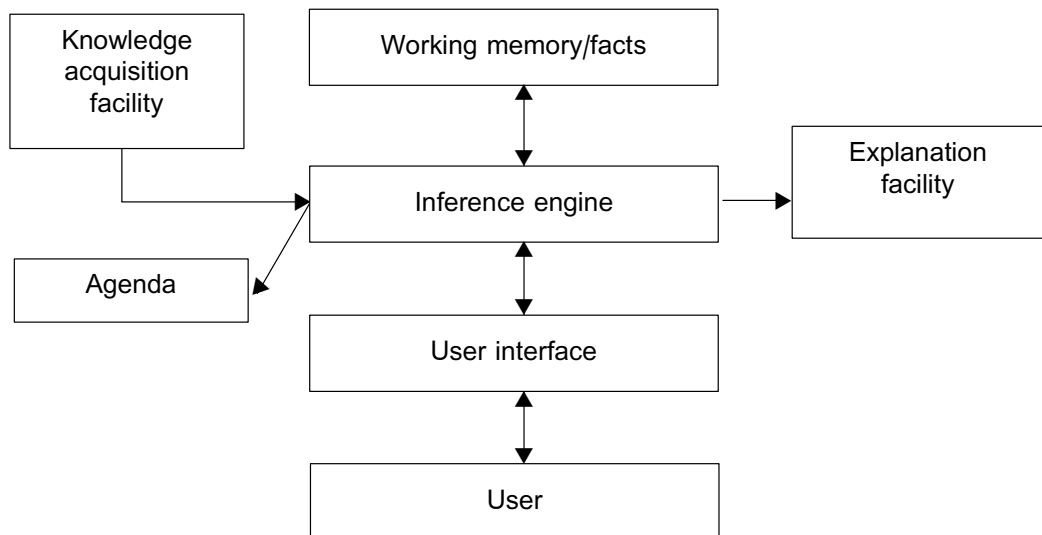 Knowledge
acquisition
facility
Working memory/facts
Explanation
facility
Inference engine
Agenda
User interface
User